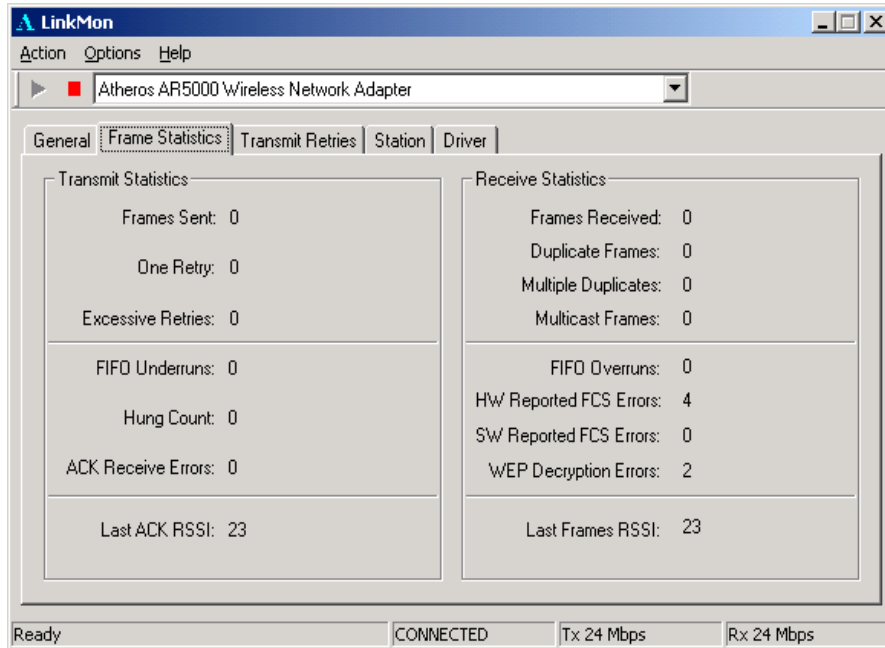 LinkMon
Action Options Help
Atheros AR5000 Wireless Network Adapter
General Frame Statistics Transmit Retries Station Driver
Transmit Statistics
Frames Sent: 0
One Retry: 0
Excessive Retries: 0
FIFO Underruns: 0
Hung Count: 0
ACK Receive Errors: 0
Last ACK RSSI: 23
Receive Statistics
Frames Received: 0
Duplicate Frames: 0
Multiple Duplicates: 0
Multicast Frames: 0
FIFO Overruns: 0
HW Reported FCS Errors: 4
SW Reported FCS Errors: 0
WEP Decryption Errors: 2
Last Frames RSSI: 23
Ready CONNECTED Tx 24 Mbps Rx 24 Mbps